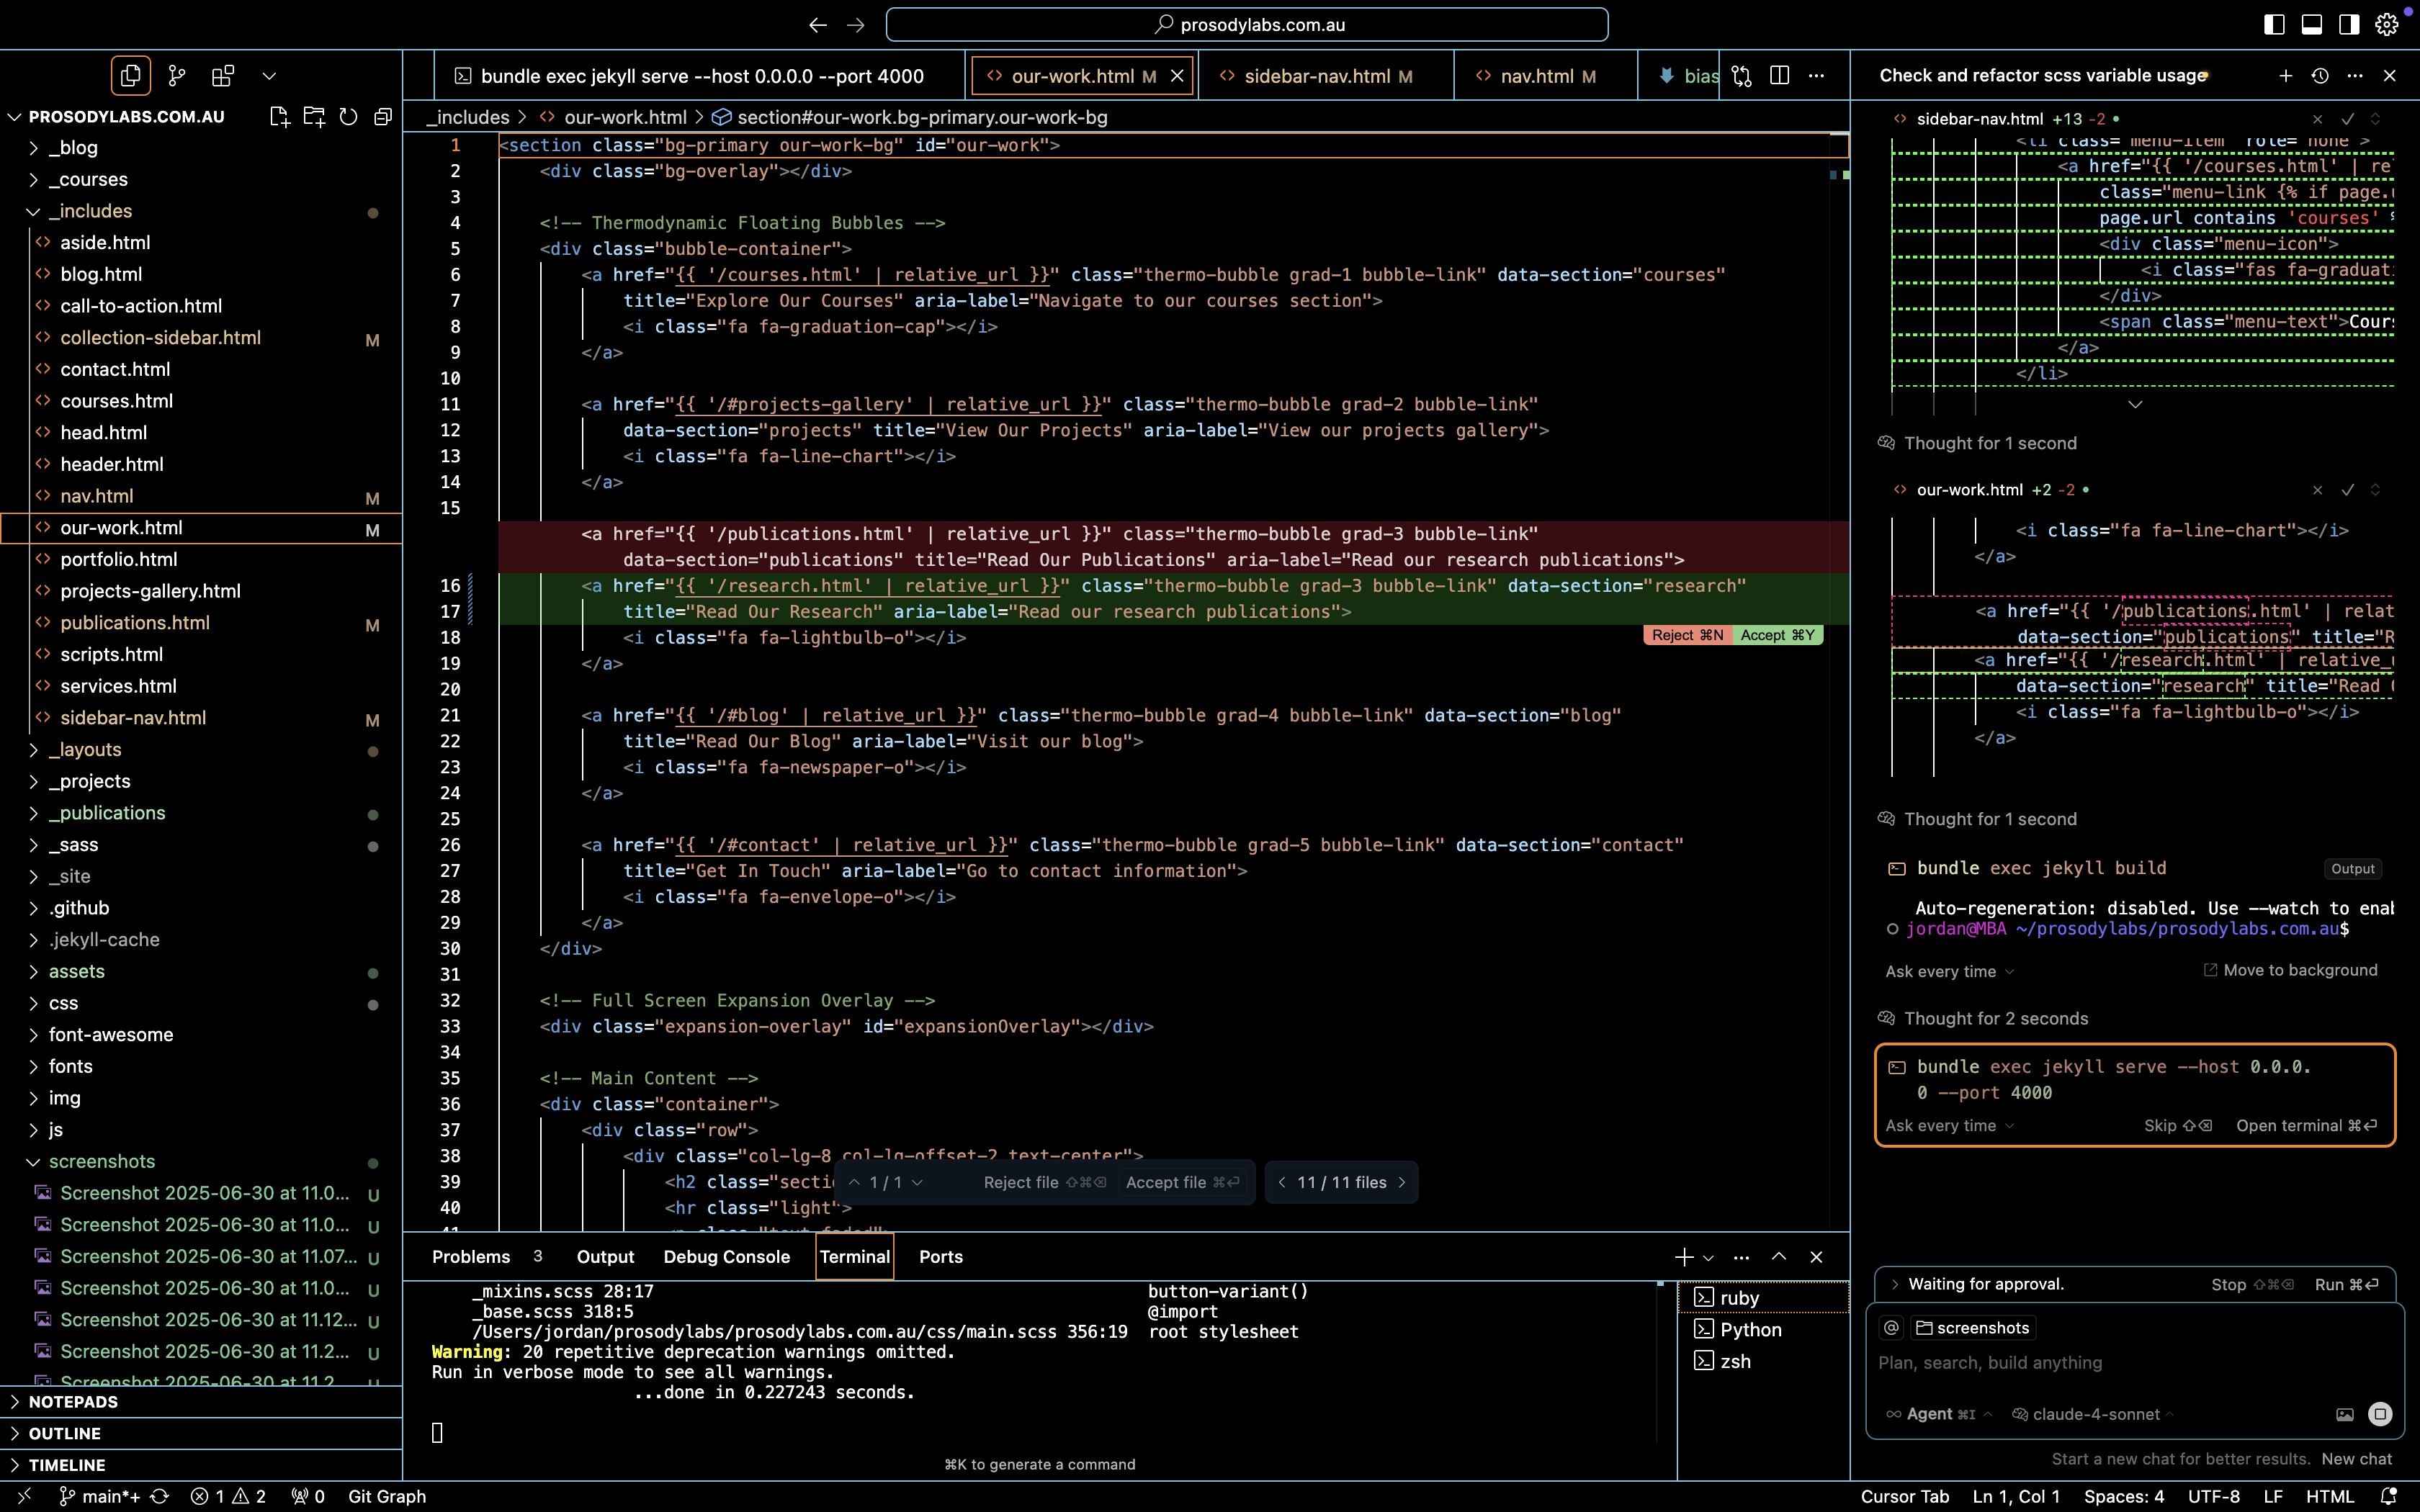 prosodylabs.com.au
PROSODYLABS.COM.AU
_blog
_courses
_includes
aside.html
blog.html
call-to-action.html
collection-sidebar.html M
contact.html
courses.html
head.html
header.html
nav.html M
our-work.html M
portfolio.html
projects-gallery.html
publications.html M
scripts.html
services.html
sidebar-nav.html M
_layouts
_projects
_publications
_sass
_site
.github
.jekyll-cache
assets
css
font-awesome
fonts
img
js
screenshots
Screenshot 2025-06-30 at 11.0... U
Screenshot 2025-06-30 at 11.0... U
Screenshot 2025-06-30 at 11.07... U
Screenshot 2025-06-30 at 11.0... U
Screenshot 2025-06-30 at 11.12... U
Screenshot 2025-06-30 at 11.2... U
Screenshot 2025-06-30 at 11.2... U
NOTEPADS
OUTLINE
TIMELINE
bundle exec jekyll serve --host 0.0.0.0 --port 4000
our-work.html M
sidebar-nav.html M
nav.html M
bias
_includes > our-work.html > section#our-work.bg-primary.our-work-bg
1 <section class="bg-primary our-work-bg" id="our-work">
2 <div class="bg-overlay"></div>
3
4 <!-- Thermodynamic Floating Bubbles -->
5 <div class="bubble-container">
6 <a href="{{ '/courses.html' | relative_url }}" class="thermo-bubble grad-1 bubble-link" data-section="courses"
7 title="Explore Our Courses" aria-label="Navigate to our courses section">
8 <i class="fa fa-graduation-cap"></i>
9 </a>
10
11 <a href="{{ '/#projects-gallery' | relative_url }}" class="thermo-bubble grad-2 bubble-link"
12 data-section="projects" title="View Our Projects" aria-label="View our projects gallery">
13 <i class="fa fa-line-chart"></i>
14 </a>
15
<a href="{{ '/publications.html' | relative_url }}" class="thermo-bubble grad-3 bubble-link"
data-section="publications" title="Read Our Publications" aria-label="Read our research publications">
16 <a href="{{ '/research.html' | relative_url }}" class="thermo-bubble grad-3 bubble-link" data-section="research"
17 title="Read Our Research" aria-label="Read our research publications">
18 <i class="fa fa-lightbulb-o"></i>
Reject ⌘N Accept ⌘Y
19 </a>
20
21 <a href="{{ '/#blog' | relative_url }}" class="thermo-bubble grad-4 bubble-link" data-section="blog"
22 title="Read Our Blog" aria-label="Visit our blog">
23 <i class="fa fa-newspaper-o"></i>
24 </a>
25
26 <a href="{{ '/#contact' | relative_url }}" class="thermo-bubble grad-5 bubble-link" data-section="contact"
27 title="Get In Touch" aria-label="Go to contact information">
28 <i class="fa fa-envelope-o"></i>
29 </a>
30 </div>
31
32 <!-- Full Screen Expansion Overlay -->
33 <div class="expansion-overlay" id="expansionOverlay"></div>
34
35 <!-- Main Content -->
36 <div class="container">
37 <div class="row">
38 <div class="col-lg-8 col-lg-offset-2 text-center">
39 <h2 class="secti
40 <hr class="light">
41
1 / 1 Reject file ⇧⌘⌫ Accept file ⌘⏎ 11 / 11 files
Problems 3 Output Debug Console Terminal Ports
_mixins.scss 28:17 button-variant()
_base.scss 318:5 @import
/Users/jordan/prosodylabs/prosodylabs.com.au/css/main.scss 356:19 root stylesheet
Warning: 20 repetitive deprecation warnings omitted.
Run in verbose mode to see all warnings.
...done in 0.227243 seconds.
⌘K to generate a command
ruby
Python
zsh
Check and refactor scss variable usage
sidebar-nav.html +13 -2
<li class="menu-item" role="none">
<a href="{{ '/courses.html' | re
class="menu-link {% if page.u
page.url contains 'courses' %
<div class="menu-icon">
<i class="fas fa-graduati
</div>
<span class="menu-text">Cour
</a>
</li>
Thought for 1 second
our-work.html +2 -2
<i class="fa fa-line-chart"></i>
</a>
<a href="{{ '/publications.html' | relat
data-section="publications" title="R
<a href="{{ '/research.html' | relative_u
data-section="research" title="Read O
<i class="fa fa-lightbulb-o"></i>
</a>
Thought for 1 second
bundle exec jekyll build Output
Auto-regeneration: disabled. Use --watch to enab
jordan@MBA ~/prosodylabs/prosodylabs.com.au$
Ask every time Move to background
Thought for 2 seconds
bundle exec jekyll serve --host 0.0.0.
0 --port 4000
Ask every time Skip ⇧⌫ Open terminal ⌘⏎
Waiting for approval. Stop ⇧⌘⌫ Run ⌘⏎
@ screenshots
Plan, search, build anything
∞ Agent ⌘I claude-4-sonnet
Start a new chat for better results. New chat
main*+ 1 2 0 Git Graph
Cursor Tab Ln 1, Col 1 Spaces: 4 UTF-8 LF HTML